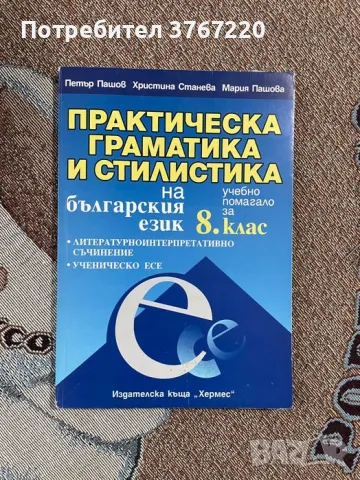 Потребител 3767220
Петър Пашов Христина Станева Мария Пашова
ПРАКТИЧЕСКА
ГРАМАТИКА
И СТИЛИСТИКА
на
българския
език
учебно
помагало
за
8. клас
• ЛИТЕРАТУРНОИНТЕРПРЕТАТИВНО
СЪЧИНЕНИЕ
• УЧЕНИЧЕСКО ЕСЕ
e
e
e
Издателска къща „Хермес"
BAZAR